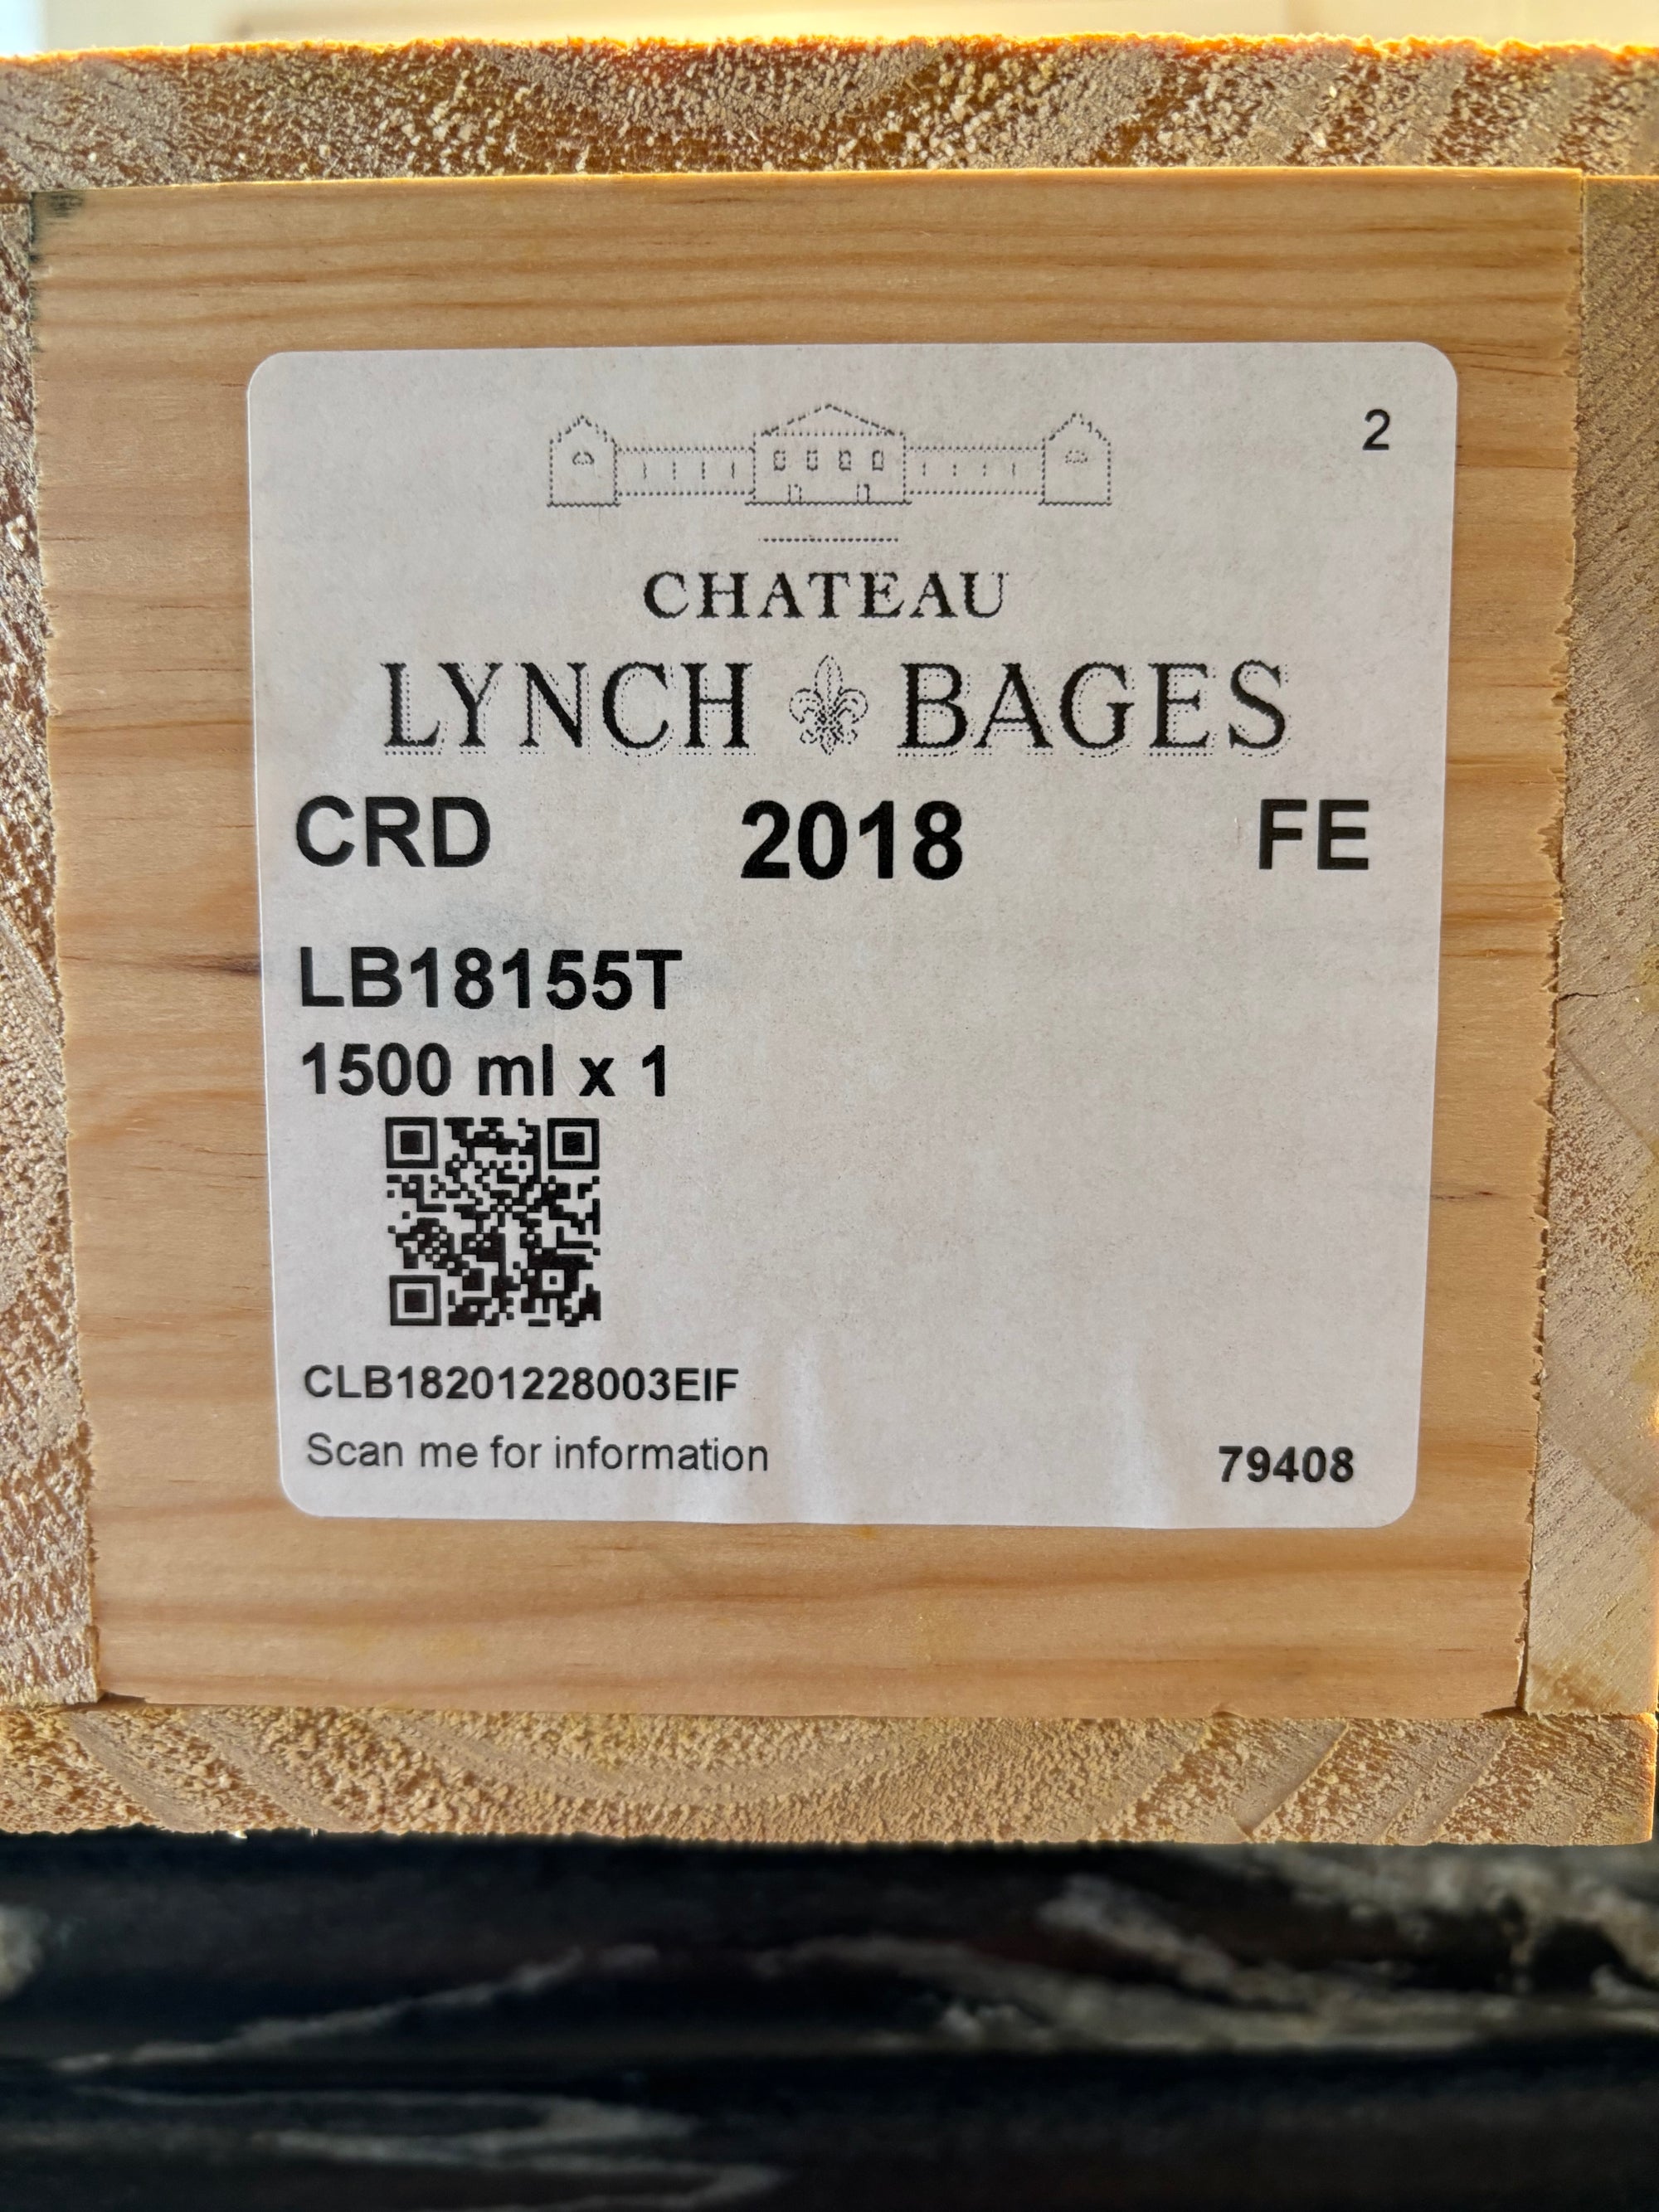 2
CHATEAU
LYNCH BAGES
CRD 2018 FE
LB18155T
1500 ml x 1
CLB18201228003EIF
Scan me for information
79408